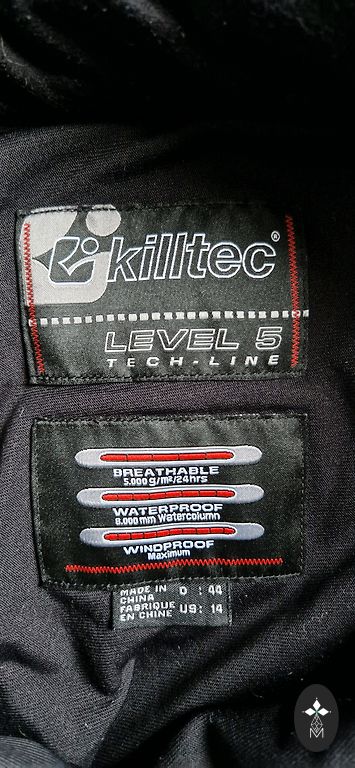 killtec®
LEVEL 5
TECH-LINE
BREATHABLE
5.000 g/m²/24hrs
WATERPROOF
8.000 mm Watercolumn
WINDPROOF
Maximum
MADE IN D : 44
CHINA
FABRIQUE US: 14
EN CHINE